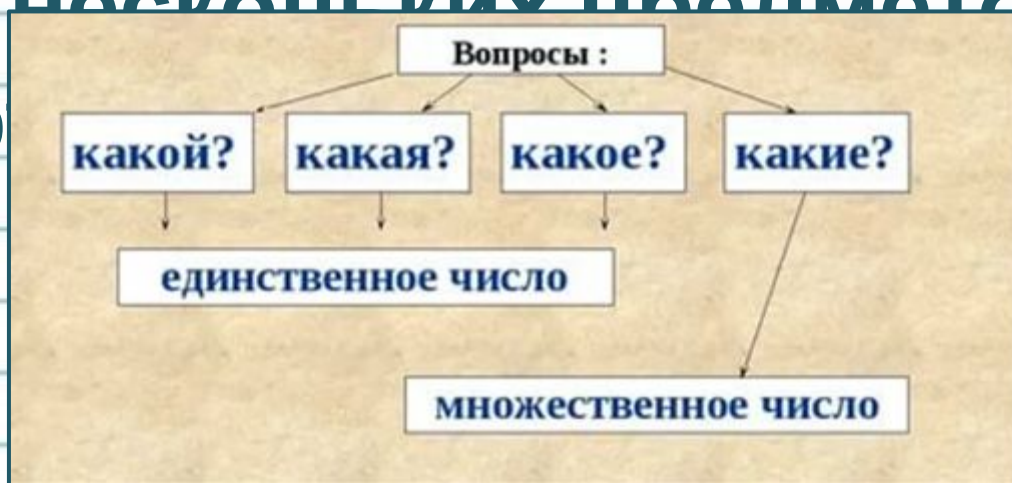 Вопросы :
какой? какая? какое? какие?
единственное число
множественное число